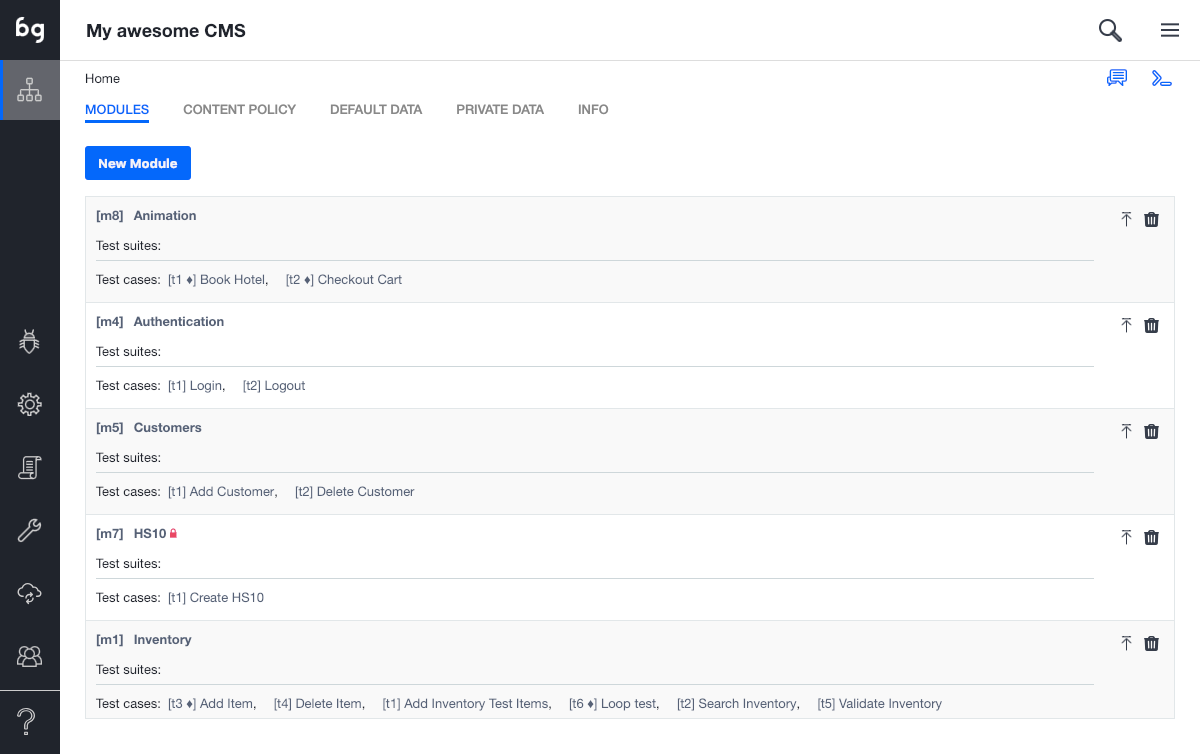 bg
My awesome CMS
Home
MODULES CONTENT POLICY DEFAULT DATA PRIVATE DATA INFO
New Module
[m8] Animation
Test suites:
Test cases: [t1 ♦] Book Hotel, [t2 ♦] Checkout Cart
[m4] Authentication
Test suites:
Test cases: [t1] Login, [t2] Logout
[m5] Customers
Test suites:
Test cases: [t1] Add Customer, [t2] Delete Customer
[m7] HS10
Test suites:
Test cases: [t1] Create HS10
[m1] Inventory
Test suites:
Test cases: [t3 ♦] Add Item, [t4] Delete Item, [t1] Add Inventory Test Items, [t6 ♦] Loop test, [t2] Search Inventory, [t5] Validate Inventory